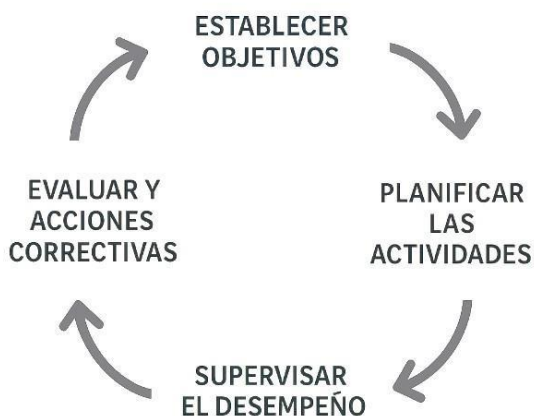 ESTABLECER
OBJETIVOS
PLANIFICAR
LAS
ACTIVIDADES
SUPERVISAR
EL DESEMPEÑO
EVALUAR Y
ACCIONES
CORRECTIVAS